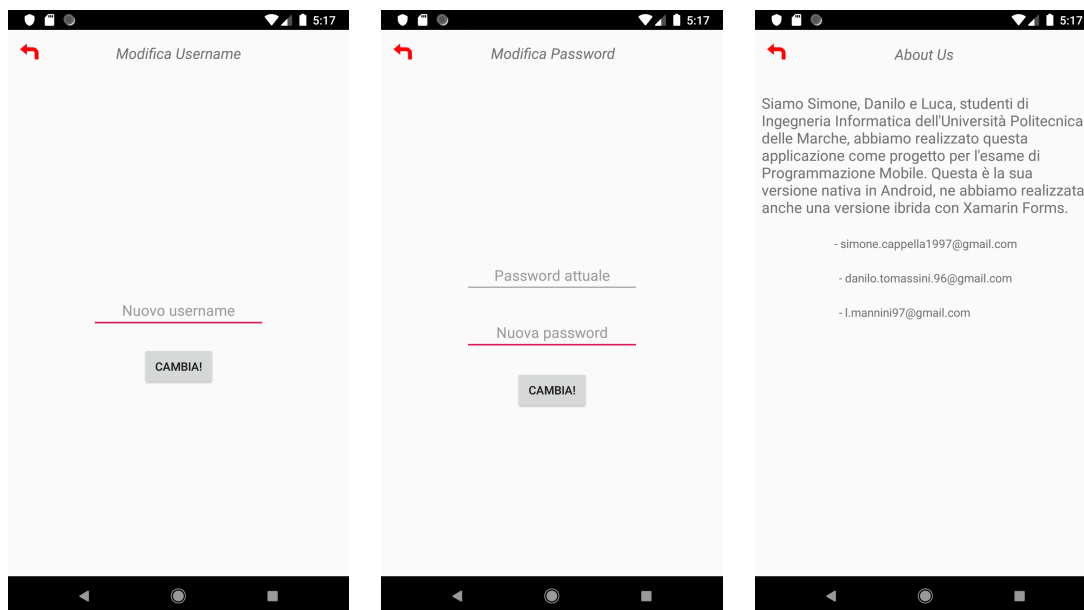 5:17
Modifica Username
Nuovo username
CAMBIA!
5:17
Modifica Password
Password attuale
Nuova password
CAMBIA!
5:17
About Us
Siamo Simone, Danilo e Luca, studenti di
Ingegneria Informatica dell'Università Politecnica
delle Marche, abbiamo realizzato questa
applicazione come progetto per l'esame di
Programmazione Mobile. Questa è la sua
versione nativa in Android, ne abbiamo realizzata
anche una versione ibrida con Xamarin Forms.
- simone.cappella1997@gmail.com
- danilo.tomassini.96@gmail.com
- l.mannini97@gmail.com